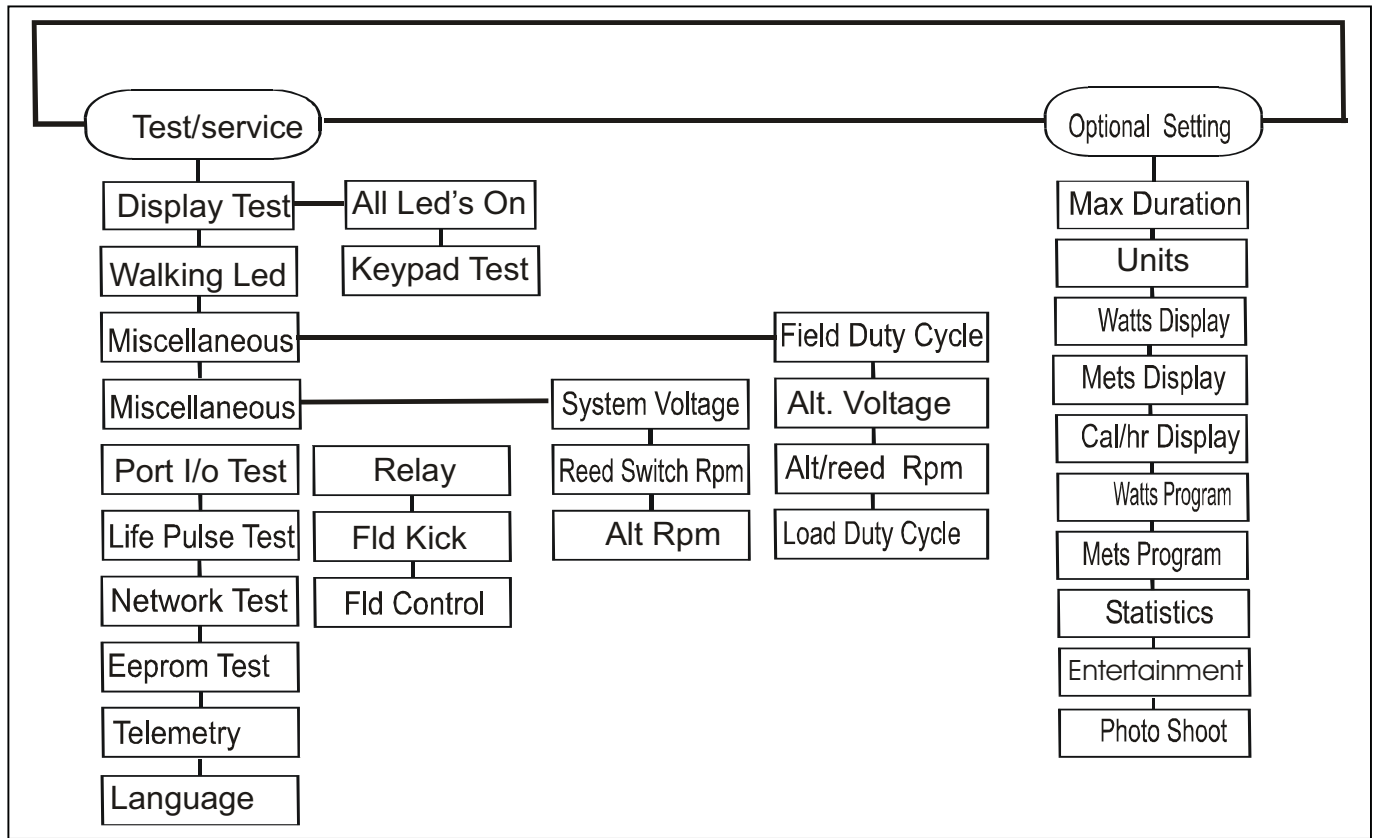 Test/service
Optional Setting
Display Test
All Led's On
Max Duration
Walking Led
Keypad Test
Units
Miscellaneous
Field Duty Cycle
Watts Display
Miscellaneous
System Voltage
Alt. Voltage
Mets Display
Port I/o Test
Relay
Reed Switch Rpm
Alt/reed Rpm
Cal/hr Display
Life Pulse Test
Fld Kick
Alt Rpm
Load Duty Cycle
Watts Program
Network Test
Fld Control
Mets Program
Eeprom Test
Statistics
Telemetry
Entertainment
Language
Photo Shoot